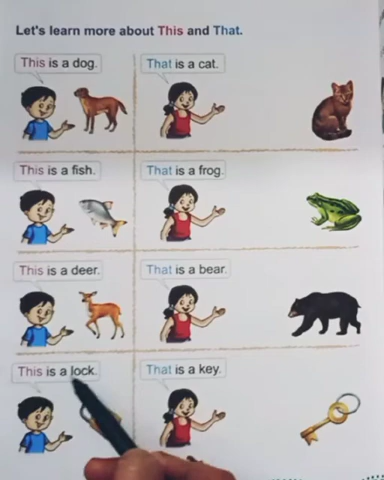 Let's learn more about This and That.
This is a dog.
That is a cat.
This is a fish.
That is a frog.
This is a deer.
That is a bear.
This is a lock.
That is a key.